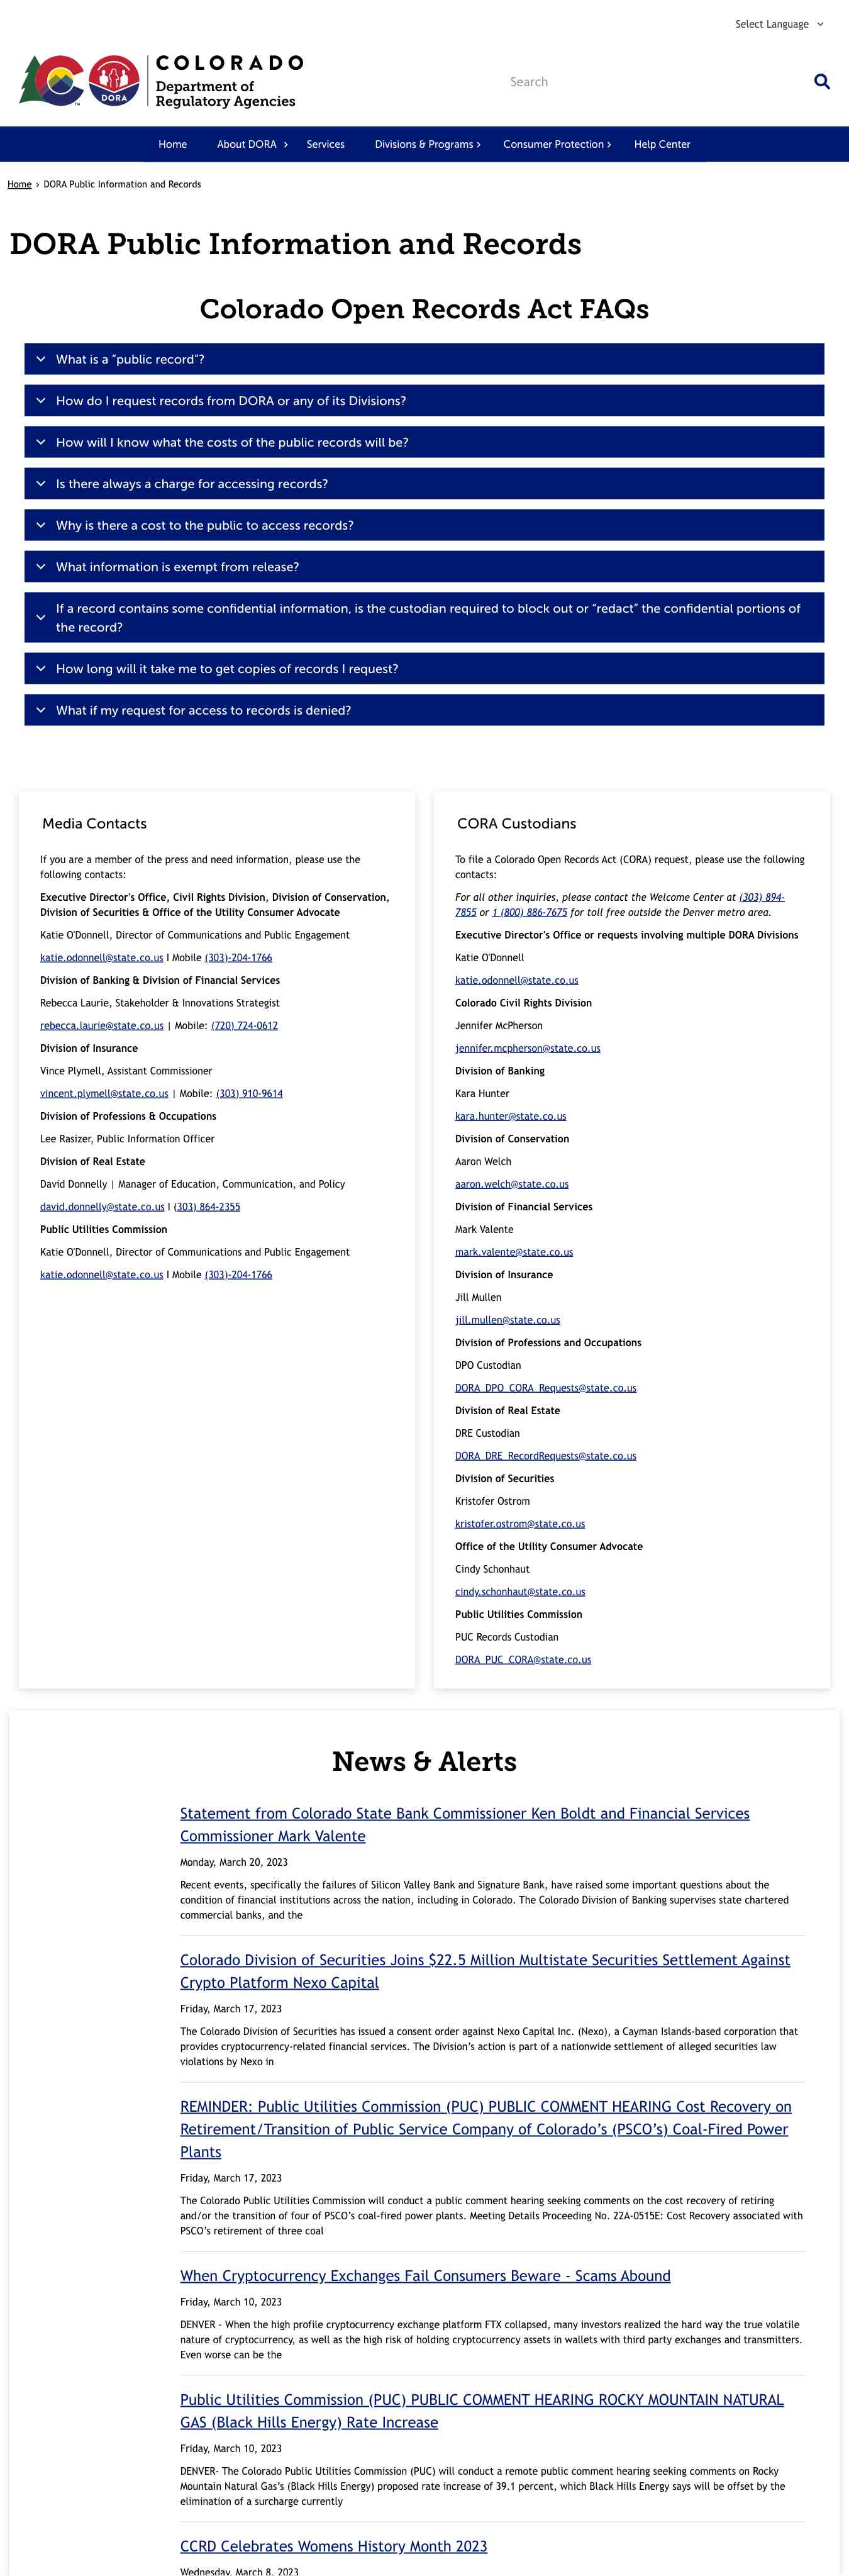 Select Language
COLORADO
Department of
Regulatory Agencies
DORA
TM
Search
Home About DORA Services Divisions & Programs Consumer Protection Help Center
Home › DORA Public Information and Records
DORA Public Information and Records
Colorado Open Records Act FAQs
What is a “public record”?
How do I request records from DORA or any of its Divisions?
How will I know what the costs of the public records will be?
Is there always a charge for accessing records?
Why is there a cost to the public to access records?
What information is exempt from release?
If a record contains some confidential information, is the custodian required to block out or “redact” the confidential portions of
the record?
How long will it take me to get copies of records I request?
What if my request for access to records is denied?
Media Contacts
If you are a member of the press and need information, please use the
following contacts:
Executive Director's Office, Civil Rights Division, Division of Conservation,
Division of Securities & Office of the Utility Consumer Advocate
Katie O'Donnell, Director of Communications and Public Engagement
katie.odonnell@state.co.us I Mobile (303)-204-1766
Division of Banking & Division of Financial Services
Rebecca Laurie, Stakeholder & Innovations Strategist
rebecca.laurie@state.co.us | Mobile: (720) 724-0612
Division of Insurance
Vince Plymell, Assistant Commissioner
vincent.plymell@state.co.us | Mobile: (303) 910-9614
Division of Professions & Occupations
Lee Rasizer, Public Information Officer
Division of Real Estate
David Donnelly | Manager of Education, Communication, and Policy
david.donnelly@state.co.us I (303) 864-2355
Public Utilities Commission
Katie O'Donnell, Director of Communications and Public Engagement
katie.odonnell@state.co.us I Mobile (303)-204-1766
CORA Custodians
To file a Colorado Open Records Act (CORA) request, please use the following
contacts:
For all other inquiries, please contact the Welcome Center at (303) 894-
7855 or 1 (800) 886-7675 for toll free outside the Denver metro area.
Executive Director's Office or requests involving multiple DORA Divisions
Katie O'Donnell
katie.odonnell@state.co.us
Colorado Civil Rights Division
Jennifer McPherson
jennifer.mcpherson@state.co.us
Division of Banking
Kara Hunter
kara.hunter@state.co.us
Division of Conservation
Aaron Welch
aaron.welch@state.co.us
Division of Financial Services
Mark Valente
mark.valente@state.co.us
Division of Insurance
Jill Mullen
jill.mullen@state.co.us
Division of Professions and Occupations
DPO Custodian
DORA_DPO_CORA_Requests@state.co.us
Division of Real Estate
DRE Custodian
DORA_DRE_RecordRequests@state.co.us
Division of Securities
Kristofer Ostrom
kristofer.ostrom@state.co.us
Office of the Utility Consumer Advocate
Cindy Schonhaut
cindy.schonhaut@state.co.us
Public Utilities Commission
PUC Records Custodian
DORA_PUC_CORA@state.co.us
News & Alerts
Statement from Colorado State Bank Commissioner Ken Boldt and Financial Services
Commissioner Mark Valente
Monday, March 20, 2023
Recent events, specifically the failures of Silicon Valley Bank and Signature Bank, have raised some important questions about the
condition of financial institutions across the nation, including in Colorado. The Colorado Division of Banking supervises state chartered
commercial banks, and the
Colorado Division of Securities Joins $22.5 Million Multistate Securities Settlement Against
Crypto Platform Nexo Capital
Friday, March 17, 2023
The Colorado Division of Securities has issued a consent order against Nexo Capital Inc. (Nexo), a Cayman Islands-based corporation that
provides cryptocurrency-related financial services. The Division’s action is part of a nationwide settlement of alleged securities law
violations by Nexo in
REMINDER: Public Utilities Commission (PUC) PUBLIC COMMENT HEARING Cost Recovery on
Retirement/Transition of Public Service Company of Colorado’s (PSCO’s) Coal-Fired Power
Plants
Friday, March 17, 2023
The Colorado Public Utilities Commission will conduct a public comment hearing seeking comments on the cost recovery of retiring
and/or the transition of four of PSCO’s coal-fired power plants. Meeting Details Proceeding No. 22A-0515E: Cost Recovery associated with
PSCO’s retirement of three coal
When Cryptocurrency Exchanges Fail Consumers Beware - Scams Abound
Friday, March 10, 2023
DENVER - When the high profile cryptocurrency exchange platform FTX collapsed, many investors realized the hard way the true volatile
nature of cryptocurrency, as well as the high risk of holding cryptocurrency assets in wallets with third party exchanges and transmitters.
Even worse can be the
Public Utilities Commission (PUC) PUBLIC COMMENT HEARING ROCKY MOUNTAIN NATURAL
GAS (Black Hills Energy) Rate Increase
Friday, March 10, 2023
DENVER- The Colorado Public Utilities Commission (PUC) will conduct a remote public comment hearing seeking comments on Rocky
Mountain Natural Gas’s (Black Hills Energy) proposed rate increase of 39.1 percent, which Black Hills Energy says will be offset by the
elimination of a surcharge currently
CCRD Celebrates Womens History Month 2023
Wednesday, March 8, 2023